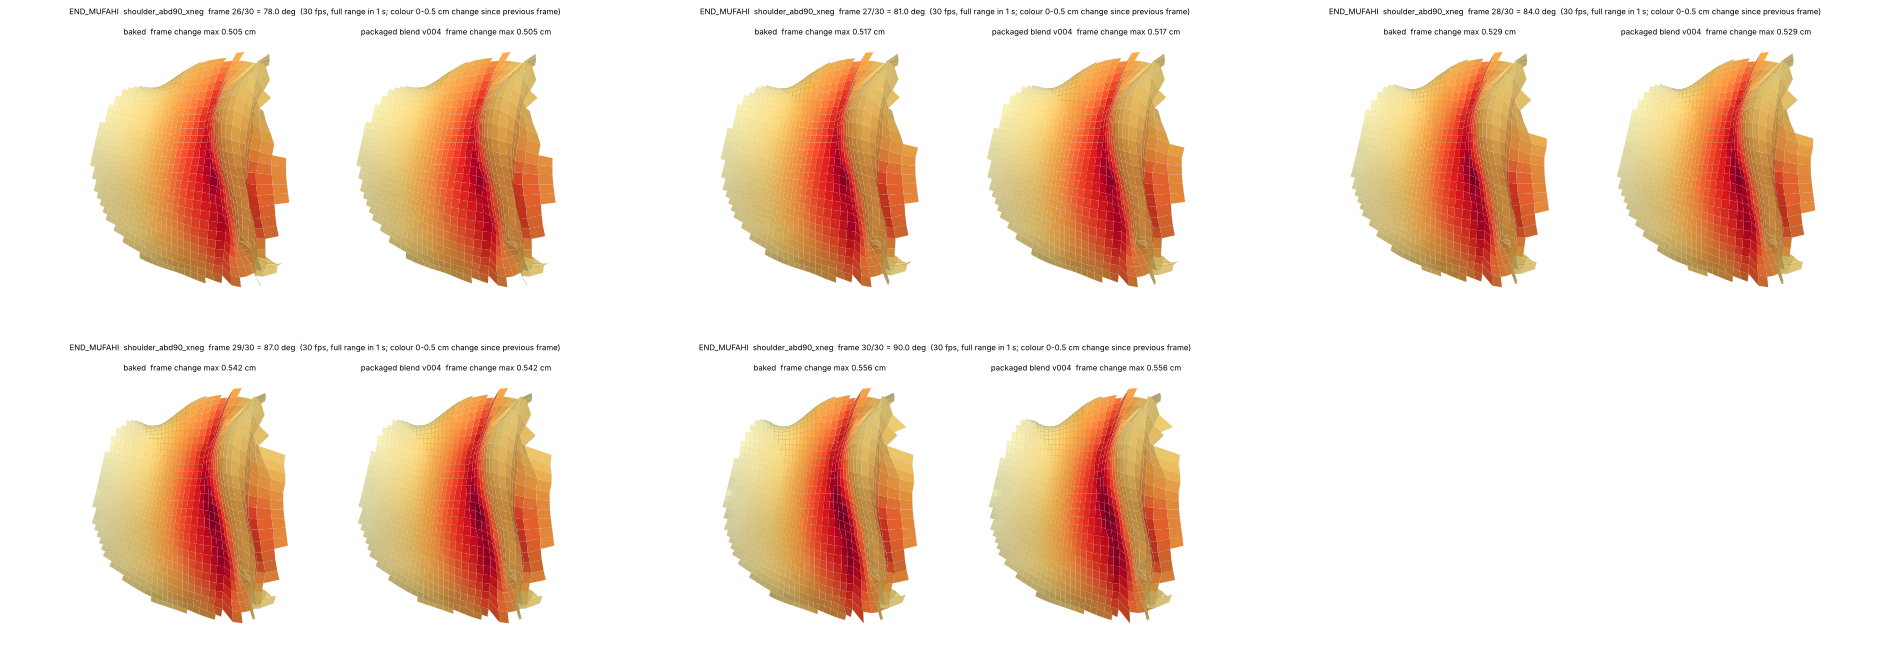 END_MUFAHI shoulder_abd90_xneg frame 26/30 = 78.0 deg (30 fps, full range in 1 s; colour 0-0.5 cm change since previous frame)
baked frame change max 0.505 cm
packaged blend v004 frame change max 0.505 cm
END_MUFAHI shoulder_abd90_xneg frame 27/30 = 81.0 deg (30 fps, full range in 1 s; colour 0-0.5 cm change since previous frame)
baked frame change max 0.517 cm
packaged blend v004 frame change max 0.517 cm
END_MUFAHI shoulder_abd90_xneg frame 28/30 = 84.0 deg (30 fps, full range in 1 s; colour 0-0.5 cm change since previous frame)
baked frame change max 0.529 cm
packaged blend v004 frame change max 0.529 cm
END_MUFAHI shoulder_abd90_xneg frame 29/30 = 87.0 deg (30 fps, full range in 1 s; colour 0-0.5 cm change since previous frame)
baked frame change max 0.542 cm
packaged blend v004 frame change max 0.542 cm
END_MUFAHI shoulder_abd90_xneg frame 30/30 = 90.0 deg (30 fps, full range in 1 s; colour 0-0.5 cm change since previous frame)
baked frame change max 0.556 cm
packaged blend v004 frame change max 0.556 cm